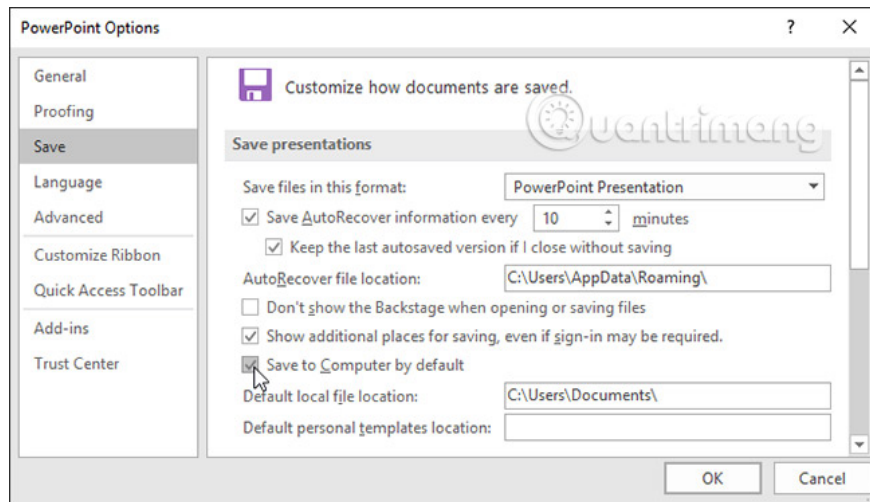 PowerPoint Options
General
Proofing
Save
Language
Advanced
Customize Ribbon
Quick Access Toolbar
Add-ins
Trust Center
Customize how documents are saved.
Quantrimang
Save presentations
Save files in this format: PowerPoint Presentation
Save AutoRecover information every 10 minutes
Keep the last autosaved version if I close without saving
AutoRecover file location: C:\Users\AppData\Roaming\
Don't show the Backstage when opening or saving files
Show additional places for saving, even if sign-in may be required.
Save to Computer by default
Default local file location: C:\Users\Documents\
Default personal templates location:
OK Cancel